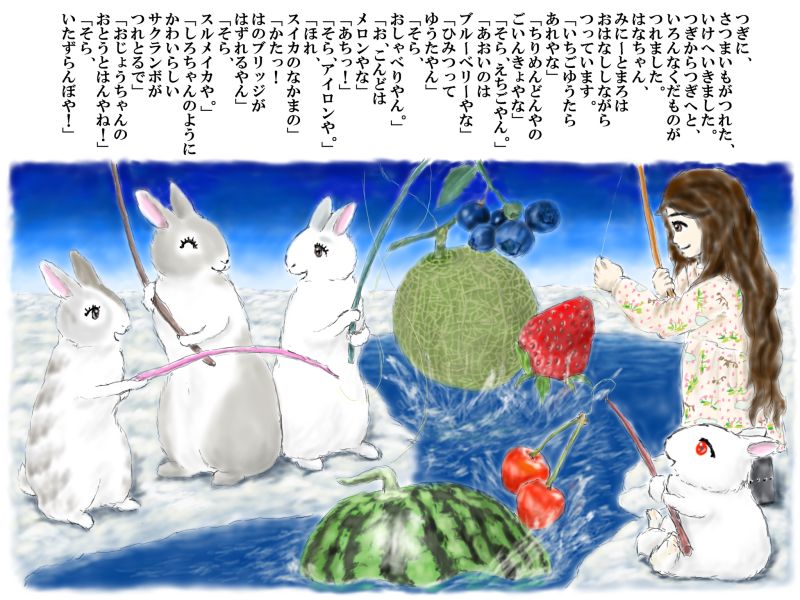 つぎに、
さつまいもがつれた、
いけへいきました。
つぎからつぎへと、
いろんなくだものが
つれました。
はなちゃん、
みにーとまろは
おはなししながら
つっています。
「いちごゆうたら
あれやな」
「ちりめんどんやの
ごいんきょやな」
「そら、えちごやん。」
「あおいのは
ブルーベリーやな」
「ひみつって
ゆうたやん」
「そら、
おしゃべりやん。」
「お。こんどは
メロンやな」
「あちっ！」
「そら、アイロンや。」
「ほれ、
スイカのなかまの」
「かたっ！
はのブリッジが
はずれるやん」
「そら、
スルメイカや。」
「しろちゃんのように
かわいらしい
サクランボが
つれとるで」
「おじょうちゃんの
おとうとはんやね！」
「そら、
いたずらんぼや！」